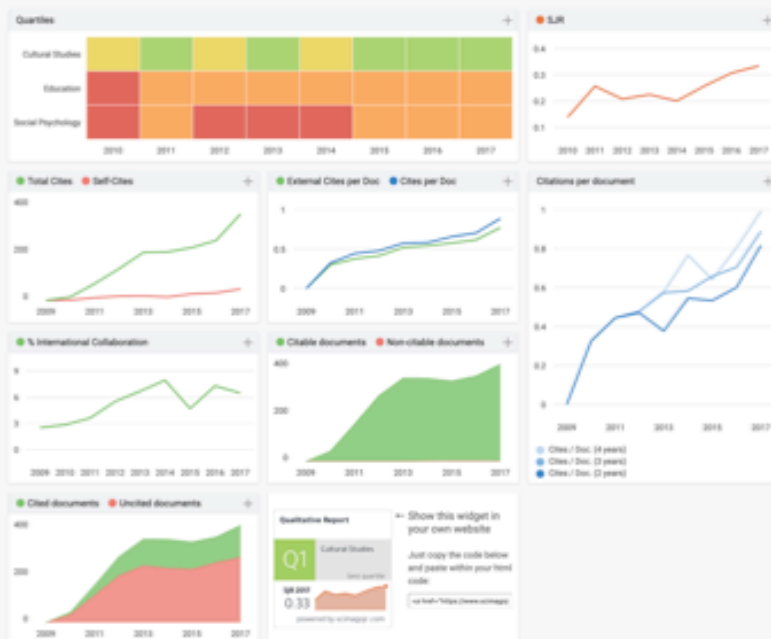 Quartiles
Cultural Studies
Education
Social Psychology
2010 2011 2012 2013 2014 2015 2016 2017
SJR
0.4
0.3
0.2
0.1
2010 2011 2012 2013 2014 2015 2016 2017
Total Cites Self-Cites
400
200
0
2009 2011 2013 2015 2017
External Cites per Doc Cites per Doc
1
0.5
0
2009 2011 2013 2015 2017
Citations per document
1
0.8
0.6
0.4
0.2
0
2009 2011 2013 2015 2017
Cites / Doc. (4 years)
Cites / Doc. (3 years)
Cites / Doc. (2 years)
% International Collaboration
9
6
3
0
2009 2010 2011 2012 2013 2014 2015 2016 2017
Citable documents Non-citable documents
400
200
0
2009 2011 2013 2015 2017
Cited documents Uncited documents
400
200
0
2009 2011 2013 2015 2017
Qualitative Report
Q1
Cultural Studies
best quartile
SJR 2017
0.33
powered by scimagojr.com
← Show this widget in
your own website
Just copy the code below
and paste within your html
code:
<a href="https://www.scimagojr